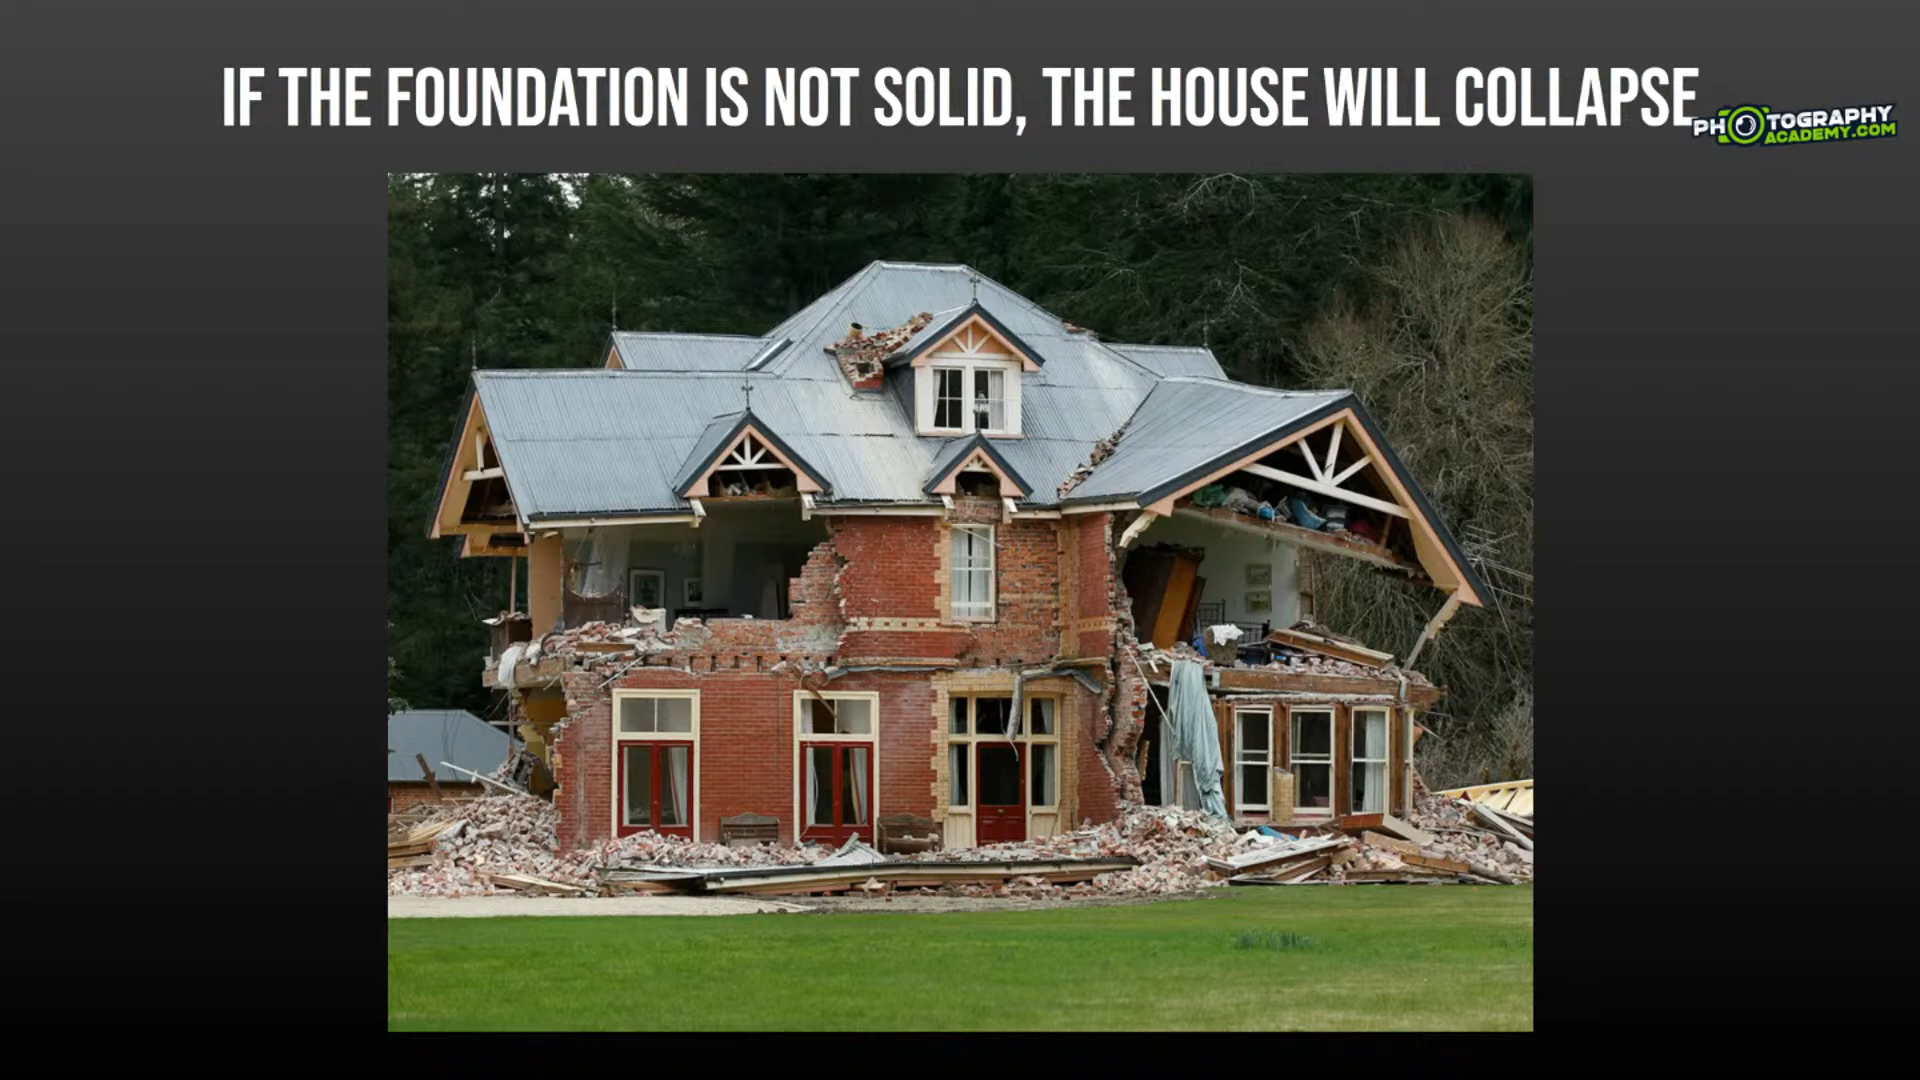 IF THE FOUNDATION IS NOT SOLID, THE HOUSE WILL COLLAPSE
PHOTOGRAPHY
ACADEMY.COM